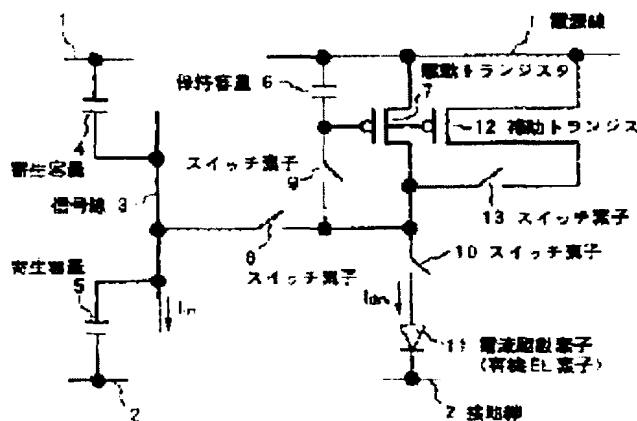 1
1
電源線
駆動トランジスタ
7
保持容量 6
12 補助トランジス
4
寄生容量
スイッチ素子
9
信号線 3
13 スイッチ素子
8
スイッチ素子
10 スイッチ素子
寄生容量
5
11 電流駆動素子
(有機EL素子)
2
2 接地線